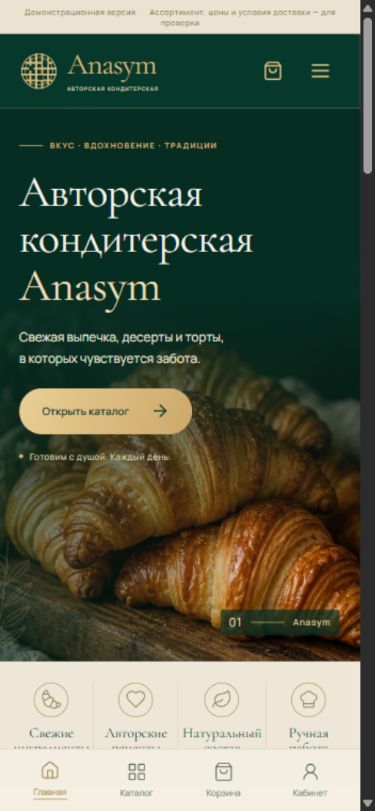 Демонстрационная версия · Ассортимент, цены и условия доставки — для
проверки
Anasym
АВТОРСКАЯ КОНДИТЕРСКАЯ
ВКУС · ВДОХНОВЕНИЕ · ТРАДИЦИИ
Авторская
кондитерская
Anasym
Свежая выпечка, десерты и торты,
в которых чувствуется забота.
Открыть каталог →
Готовим с душой. Каждый день.
01 — Anasym
Свежие
Авторские
Натуральный
Ручная
Главная
Каталог
Корзина
Кабинет